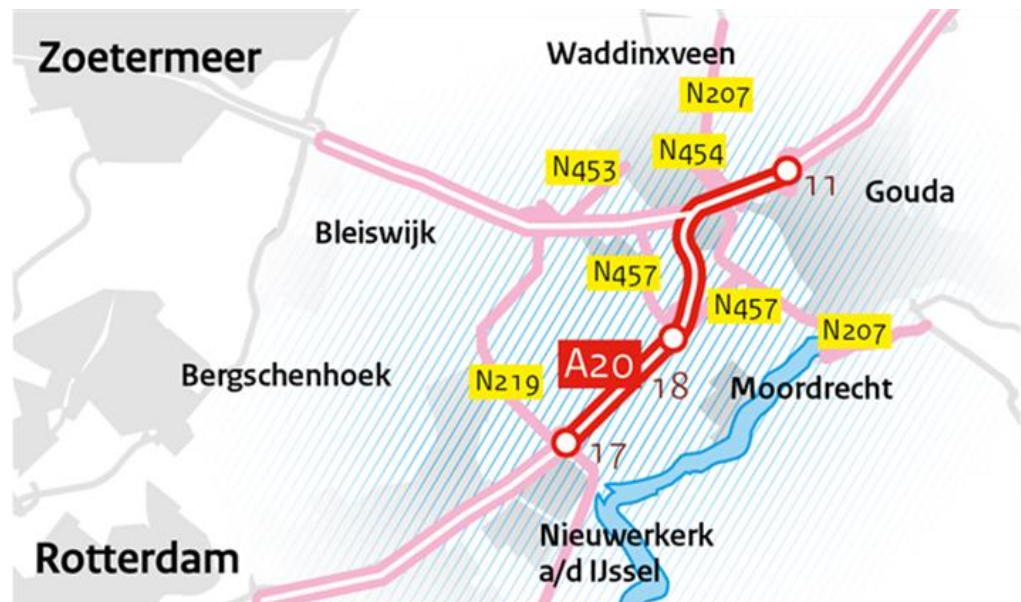 Zoetermeer
Waddinxveen
N207
N454
N453
11
Gouda
Bleiswijk
N457
N457
N207
A20
Bergschenhoek
N219
18
Moordrecht
17
Nieuwerkerk
a/d IJssel
Rotterdam